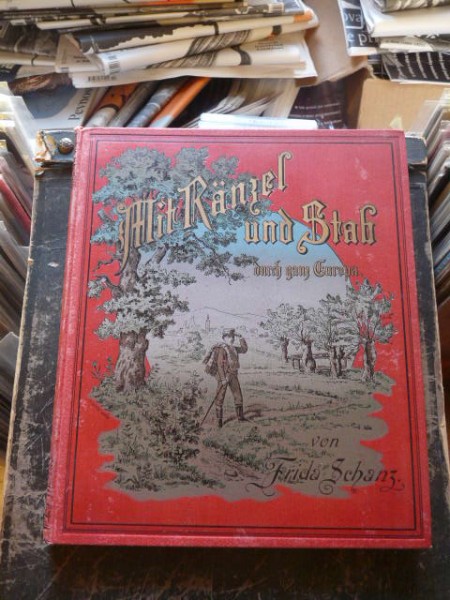 Mit Ränzel
und Stab
durch ganz Europa.
von
Frida Schanz.